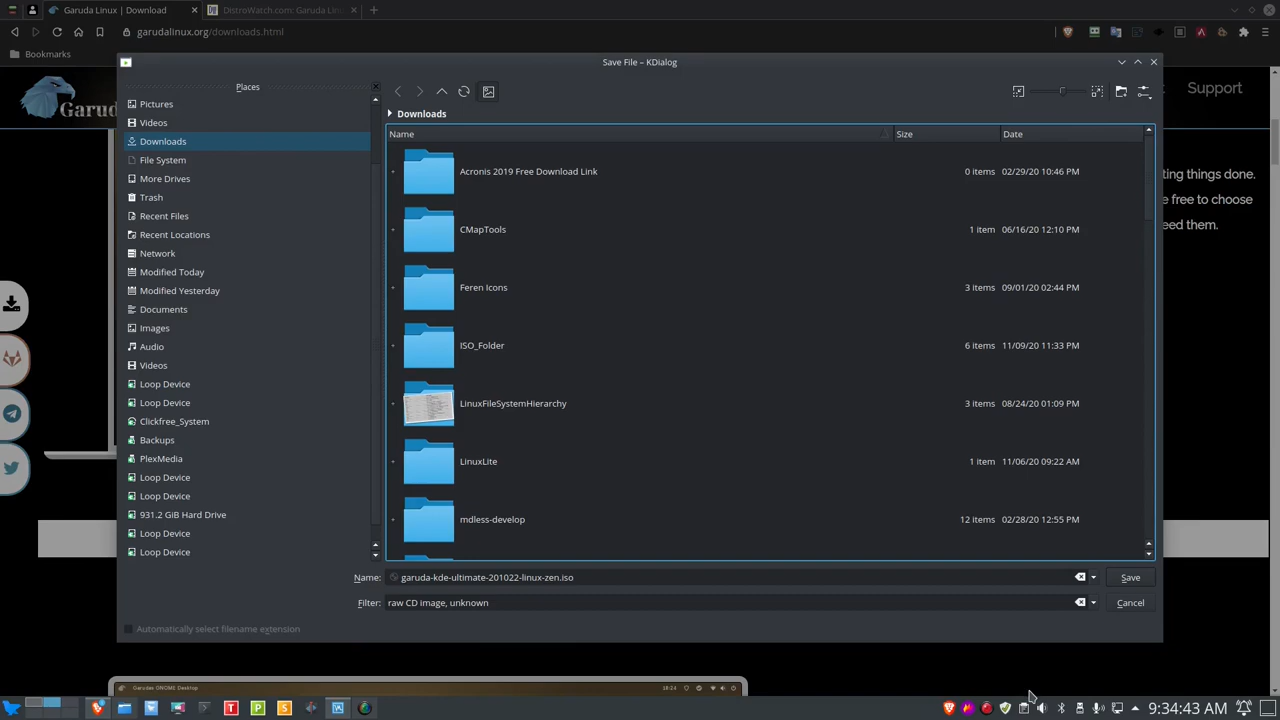 Garuda Linux | Download
DistroWatch.com: Garuda Linu
garudalinux.org/downloads.html
Bookmarks
Save File – KDialog
Garud
Support
ting things done.
e free to choose
eed them.
Places
Pictures
Videos
Downloads
File System
More Drives
Trash
Recent Files
Recent Locations
Network
Modified Today
Modified Yesterday
Documents
Images
Audio
Videos
Loop Device
Loop Device
Clickfree_System
Backups
PlexMedia
Loop Device
Loop Device
931.2 GiB Hard Drive
Loop Device
Loop Device
Downloads
Name Size Date
Acronis 2019 Free Download Link 0 items 02/29/20 10:46 PM
CMapTools 1 item 06/16/20 12:10 PM
Feren Icons 3 items 09/01/20 02:44 PM
ISO_Folder 6 items 11/09/20 11:33 PM
LinuxFileSystemHierarchy 3 items 08/24/20 01:09 PM
LinuxLite 1 item 11/06/20 09:22 AM
mdless-develop 12 items 02/28/20 12:55 PM
Name: garuda-kde-ultimate-201022-linux-zen.iso Save
Filter: raw CD image, unknown Cancel
Automatically select filename extension
Garudas GNOME Desktop 18:24
T P S
9:34:43 AM